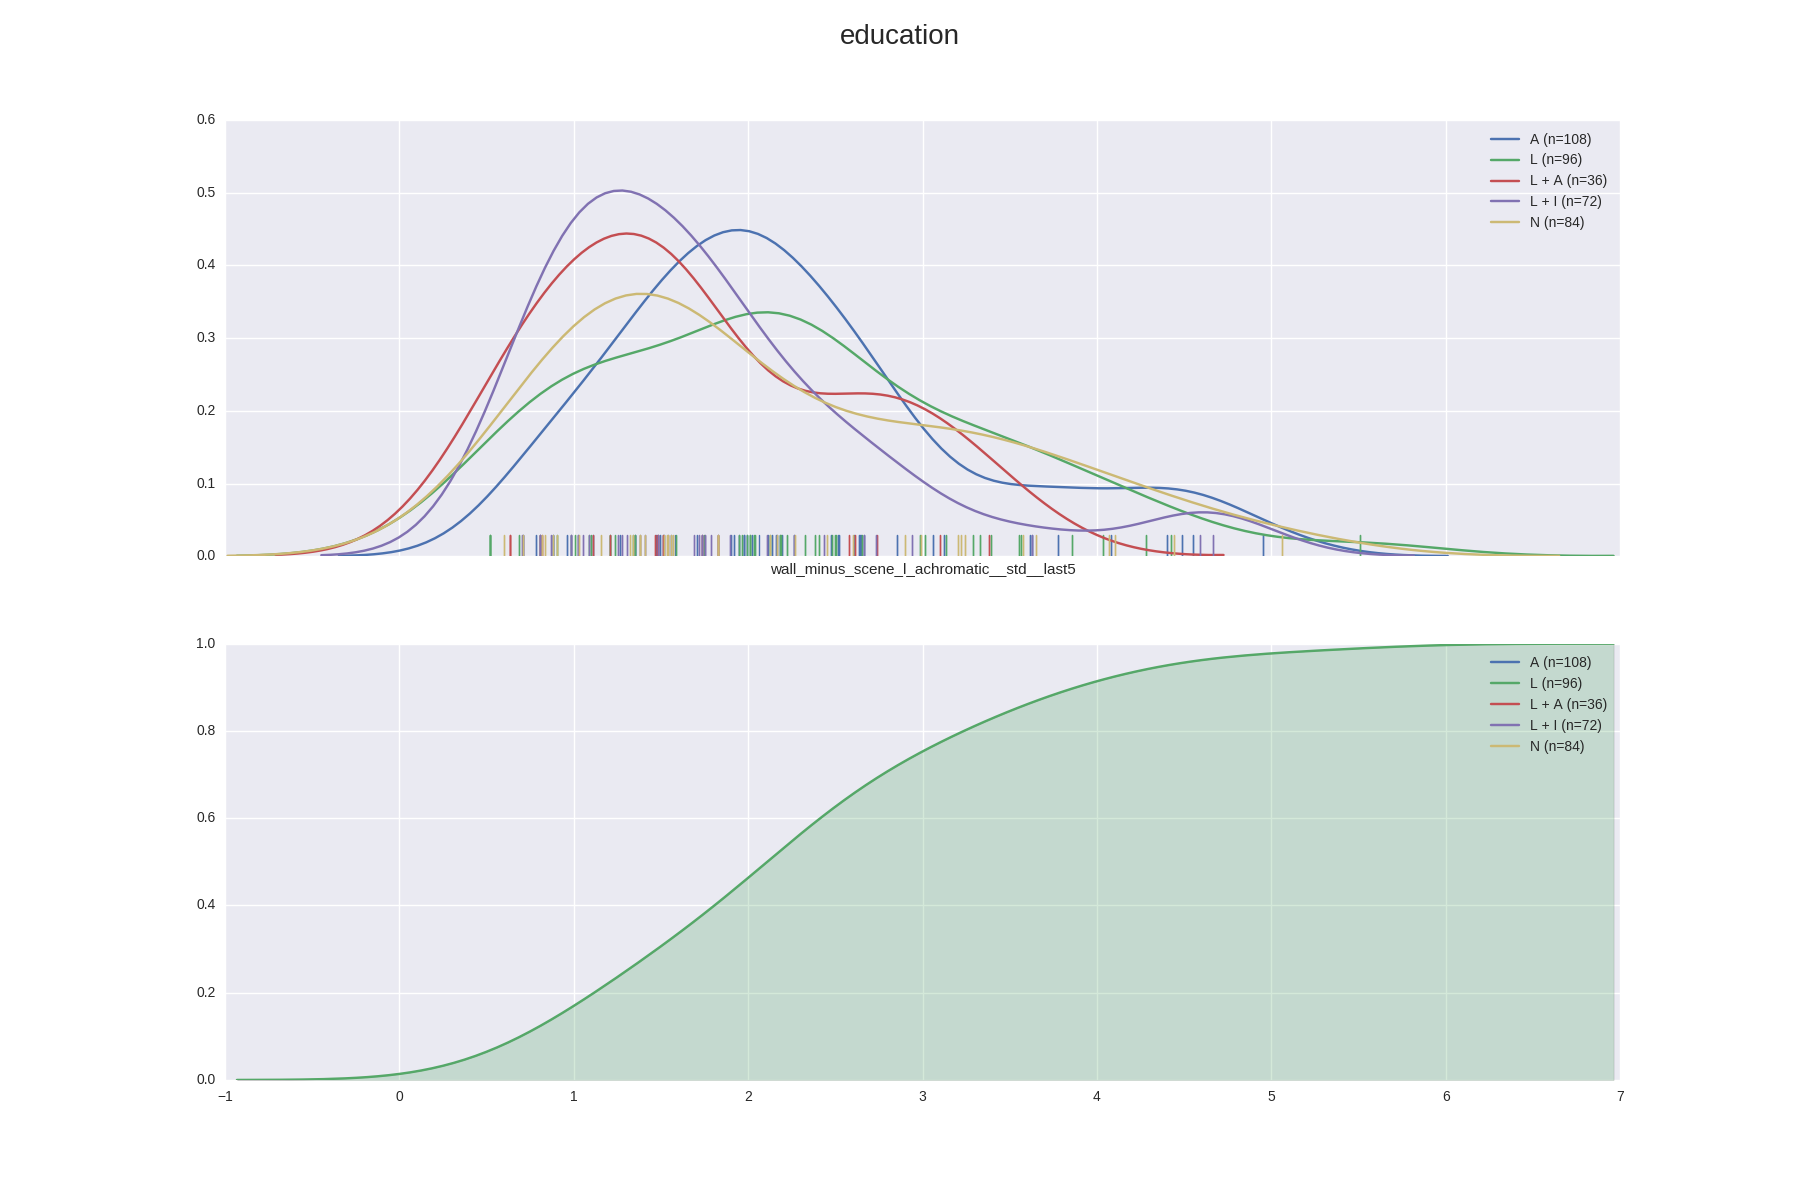 education
0.6
0.5
0.4
0.3
0.2
0.1
0.0
A (n=108)
L (n=96)
L + A (n=36)
L + I (n=72)
N (n=84)
wall_minus_scene_l_achromatic__std__last5
1.0
0.8
0.6
0.4
0.2
0.0
A (n=108)
L (n=96)
L + A (n=36)
L + I (n=72)
N (n=84)
−1 0 1 2 3 4 5 6 7